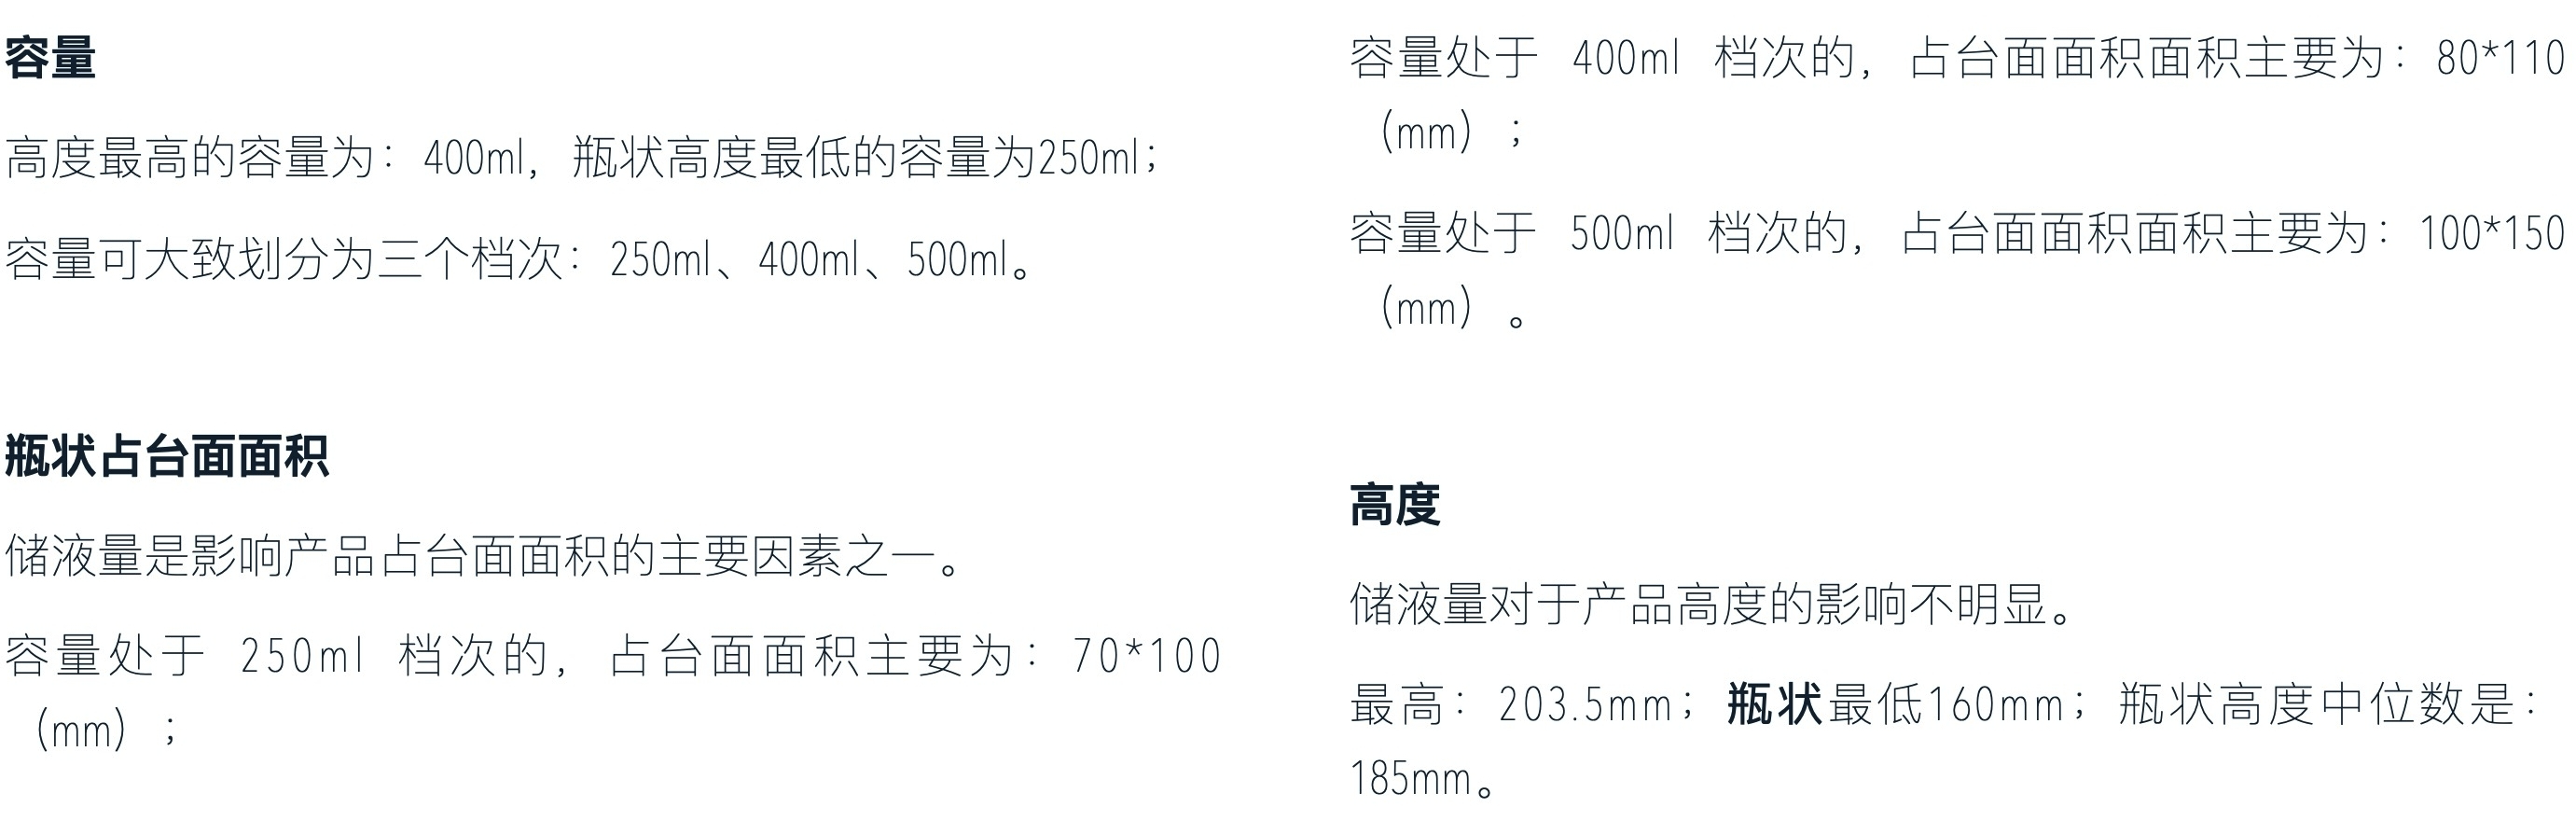 容量
高度最高的容量为：400ml，瓶状高度最低的容量为250ml；
容量可大致划分为三个档次：250ml、400ml、500ml。
瓶状占台面面积
储液量是影响产品占台面面积的主要因素之一。
容量处于 250ml 档次的，占台面面积主要为：70*100
（mm）；
容量处于 400ml 档次的，占台面面积面积主要为：80*110
（mm）；
容量处于 500ml 档次的，占台面面积面积主要为：100*150
（mm）。
高度
储液量对于产品高度的影响不明显。
最高：203.5mm；瓶状最低160mm；瓶状高度中位数是：
185mm。